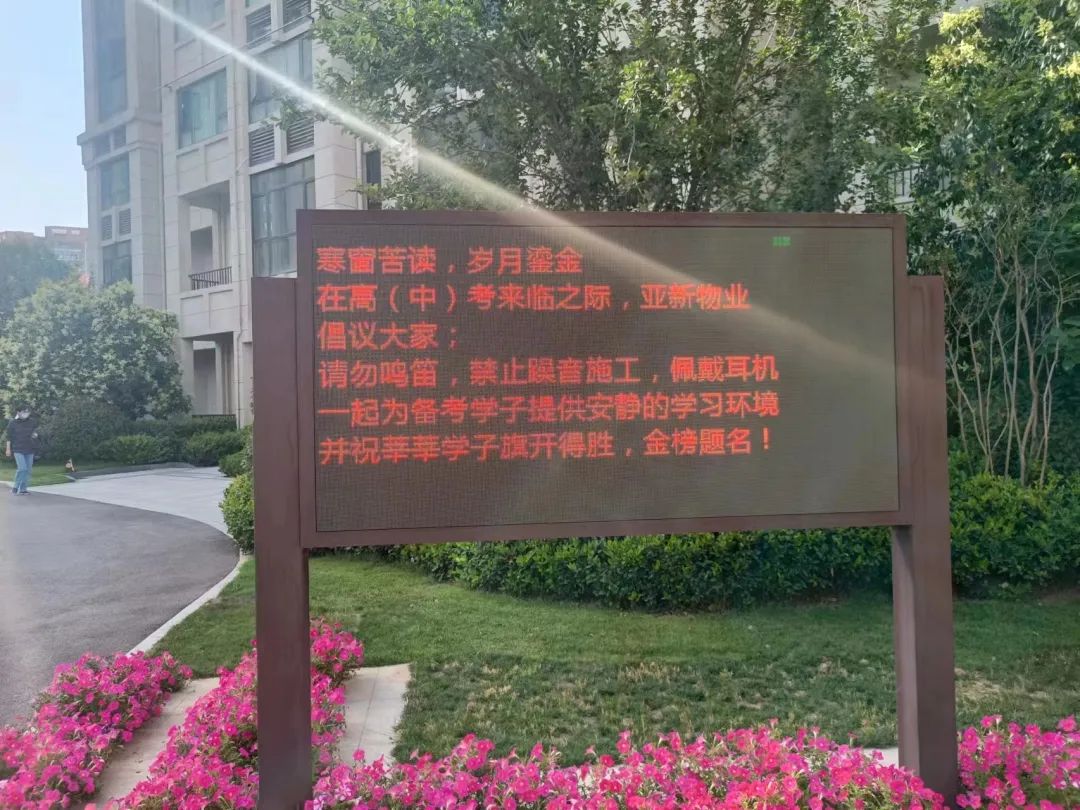 寒窗苦读，岁月鎏金
在高（中）考来临之际，亚新物业
倡议大家；
请勿鸣笛，禁止躁音施工，佩戴耳机
一起为备考学子提供安静的学习环境
并祝莘莘学子旗开得胜，金榜题名！